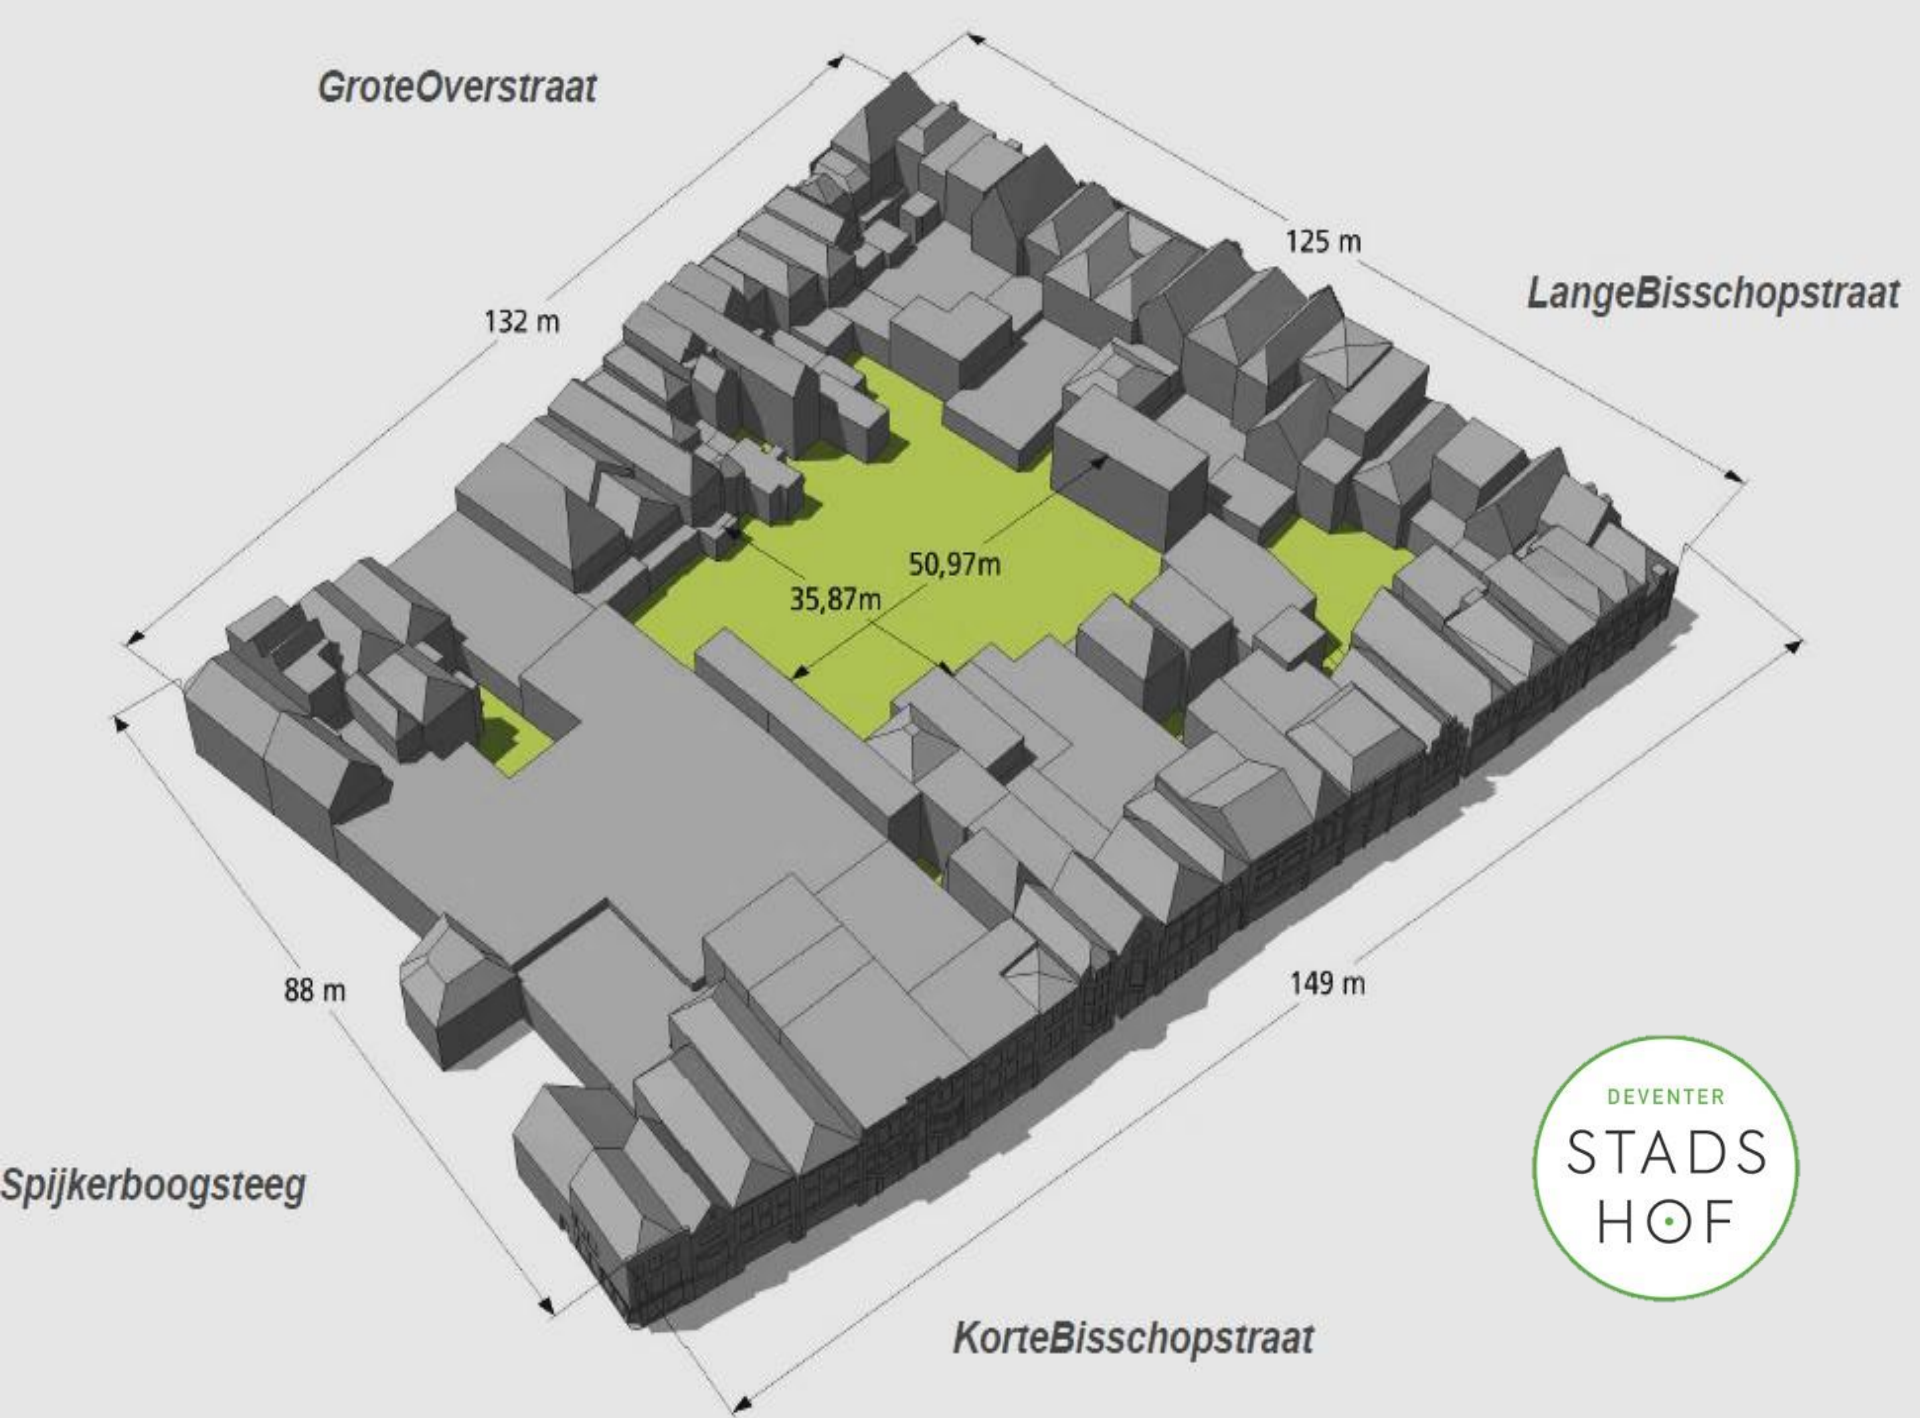 GroteOverstraat
125 m
LangeBisschopstraat
132 m
50,97m
35,87m
88 m
149 m
DEVENTER
STADS
HOF
Spijkerboogsteeg
KorteBisschopstraat